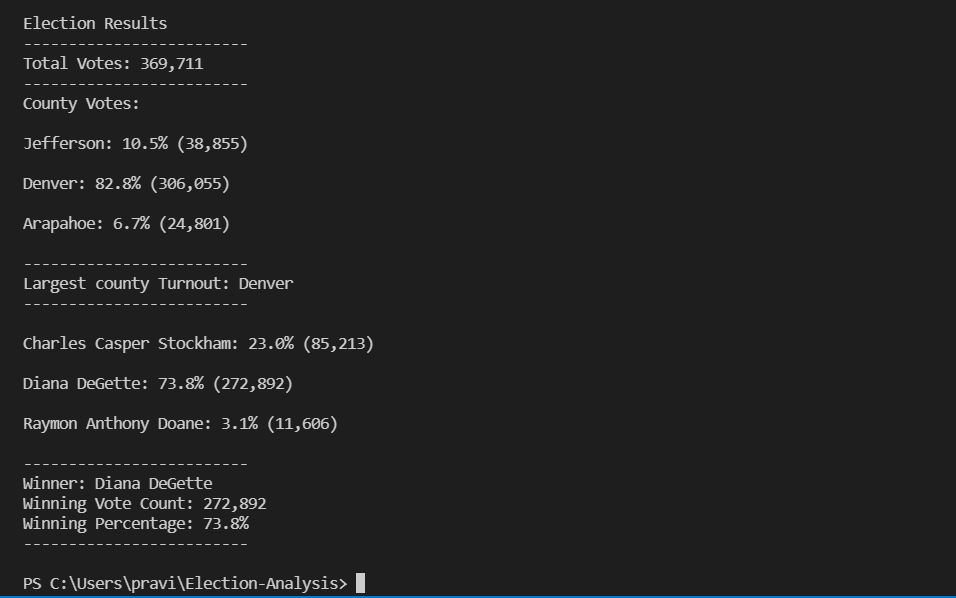 Election Results
-------------------------
Total Votes: 369,711
-------------------------
County Votes:
Jefferson: 10.5% (38,855)
Denver: 82.8% (306,055)
Arapahoe: 6.7% (24,801)
-------------------------
Largest county Turnout: Denver
-------------------------
Charles Casper Stockham: 23.0% (85,213)
Diana DeGette: 73.8% (272,892)
Raymon Anthony Doane: 3.1% (11,606)
-------------------------
Winner: Diana DeGette
Winning Vote Count: 272,892
Winning Percentage: 73.8%
-------------------------
PS C:\Users\pravi\Election-Analysis>